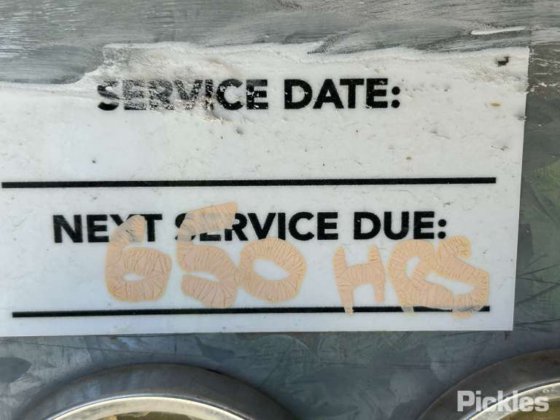 SERVICE DATE:
NEXT SERVICE DUE:
650 HRS
Pickles